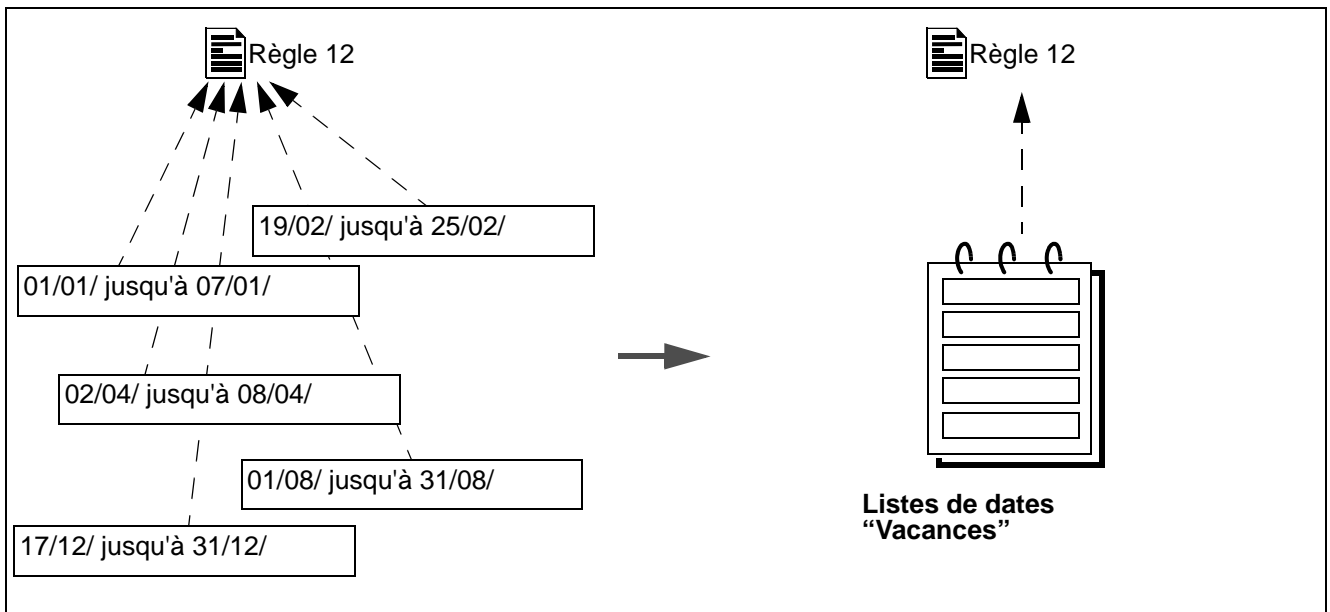 Règle 12
Règle 12
19/02/ jusqu'à 25/02/
01/01/ jusqu'à 07/01/
02/04/ jusqu'à 08/04/
01/08/ jusqu'à 31/08/
17/12/ jusqu'à 31/12/
Listes de dates
“Vacances”